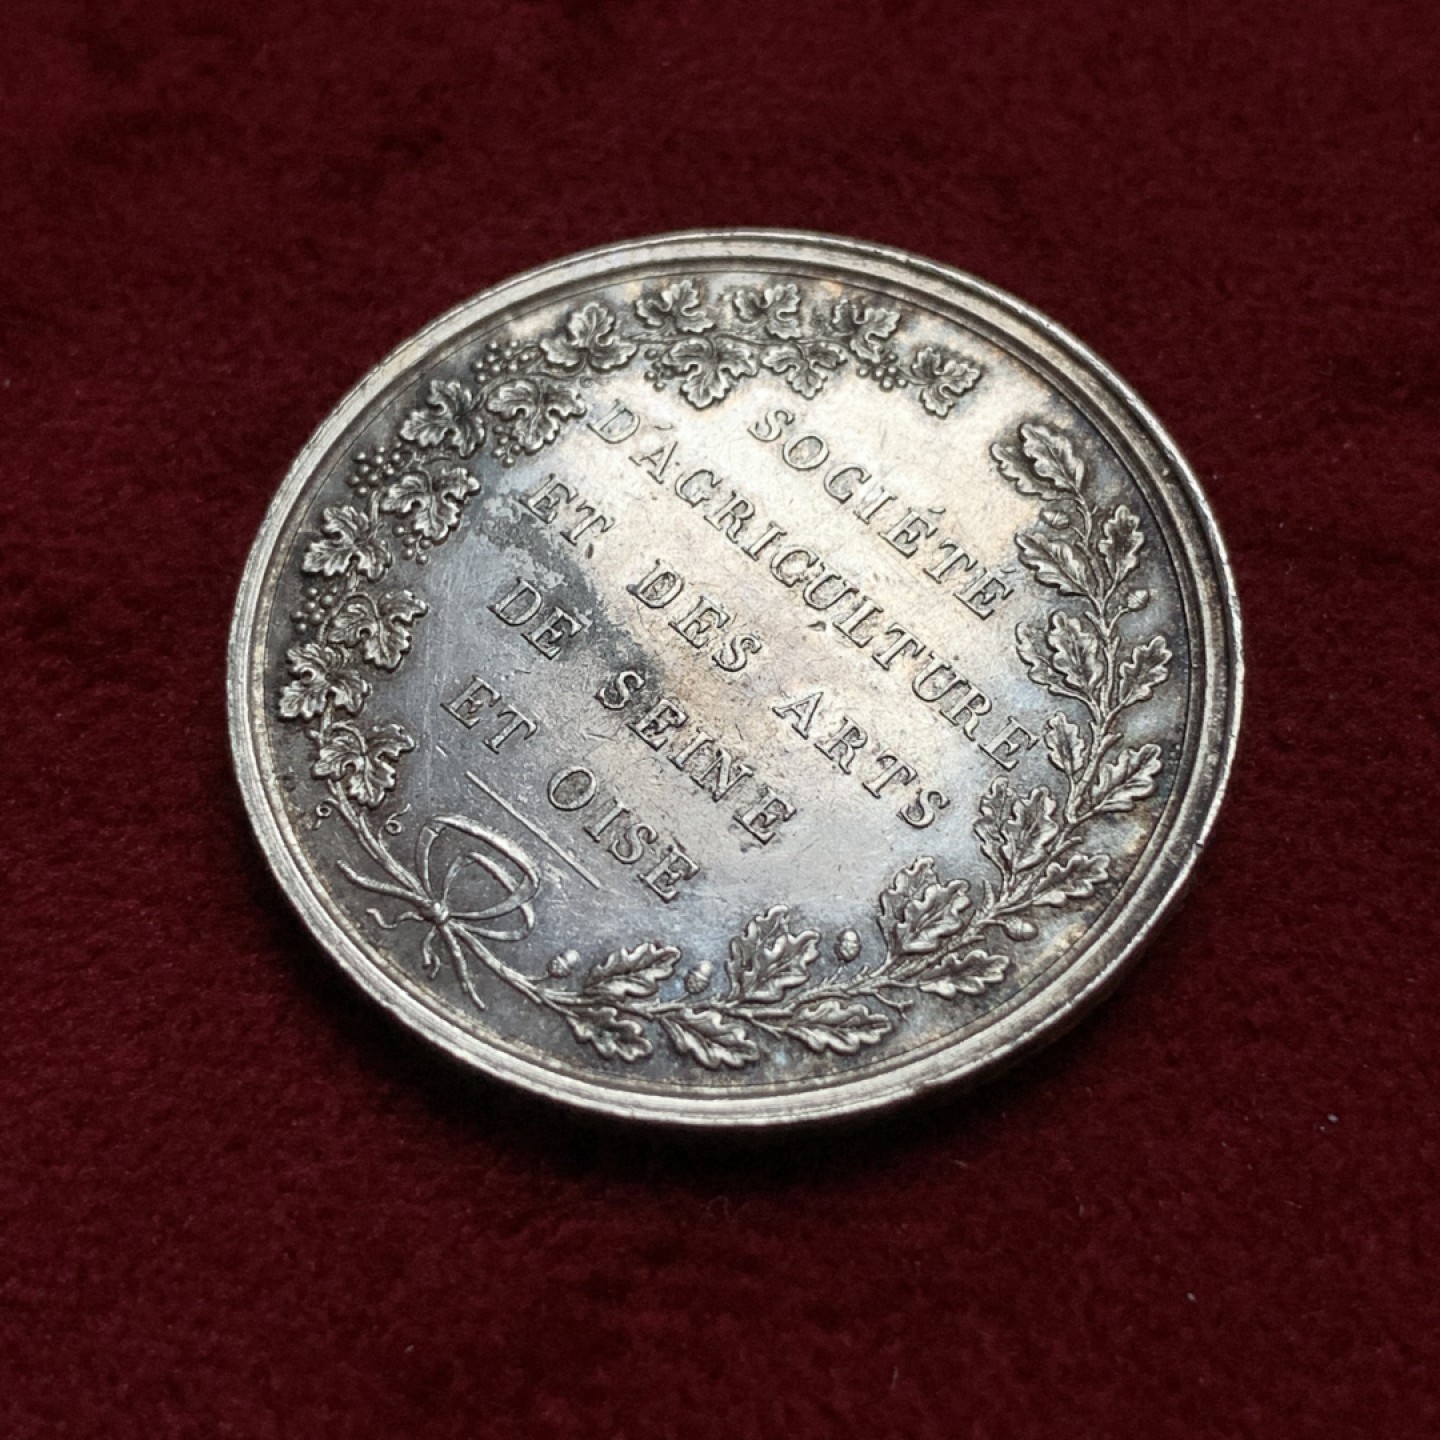 SOCIÉTÉ
D'AGRICULTURE
ET DES ARTS
DE SEINE
ET OISE